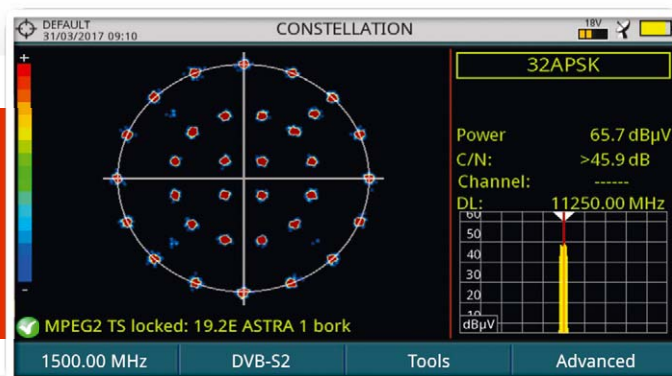 DEFAULT
31/03/2017 09:10
CONSTELLATION
18V
+
32APSK
Power 65.7 dBµV
C/N: >45.9 dB
Channel: ------
DL: 11250.00 MHz
60
50
40
30
20
10
dBµV
-
MPEG2 TS locked: 19.2E ASTRA 1 bork
1500.00 MHz
DVB-S2
Tools
Advanced